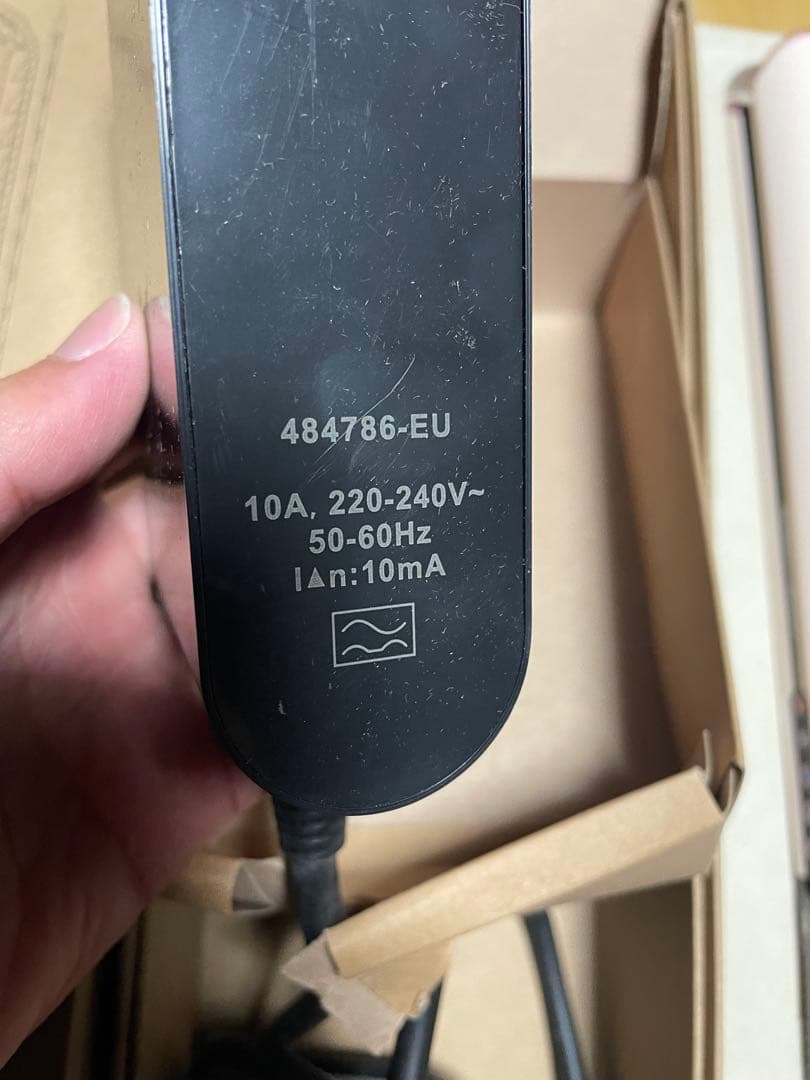 484786-EU
10A, 220-240V~
50-60Hz
I▲n:10mA